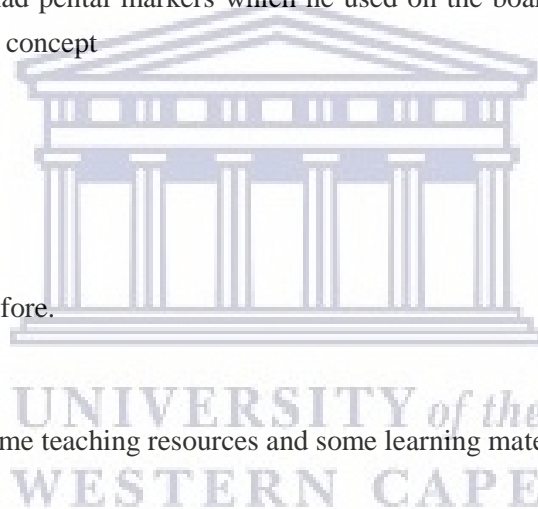 had pental markers which he used on the boa
concept
fore.
UNIVERSITY of the
me teaching resources and some learning mate
WESTERN CAPE